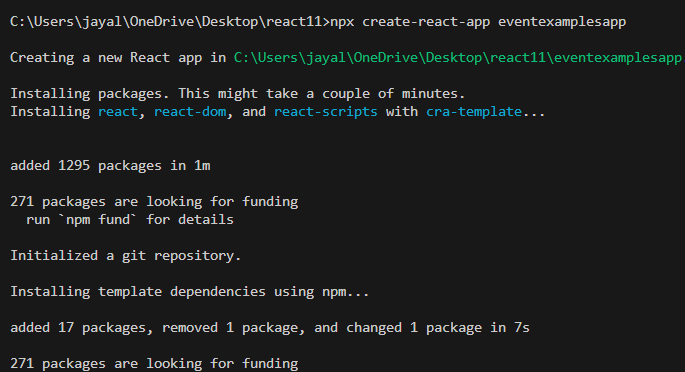 C:\Users\jayal\OneDrive\Desktop\react11>npx create-react-app eventexamplesapp
Creating a new React app in C:\Users\jayal\OneDrive\Desktop\react11\eventexamplesapp
Installing packages. This might take a couple of minutes.
Installing react, react-dom, and react-scripts with cra-template...
added 1295 packages in 1m
271 packages are looking for funding
  run `npm fund` for details
Initialized a git repository.
Installing template dependencies using npm...
added 17 packages, removed 1 package, and changed 1 package in 7s
271 packages are looking for funding